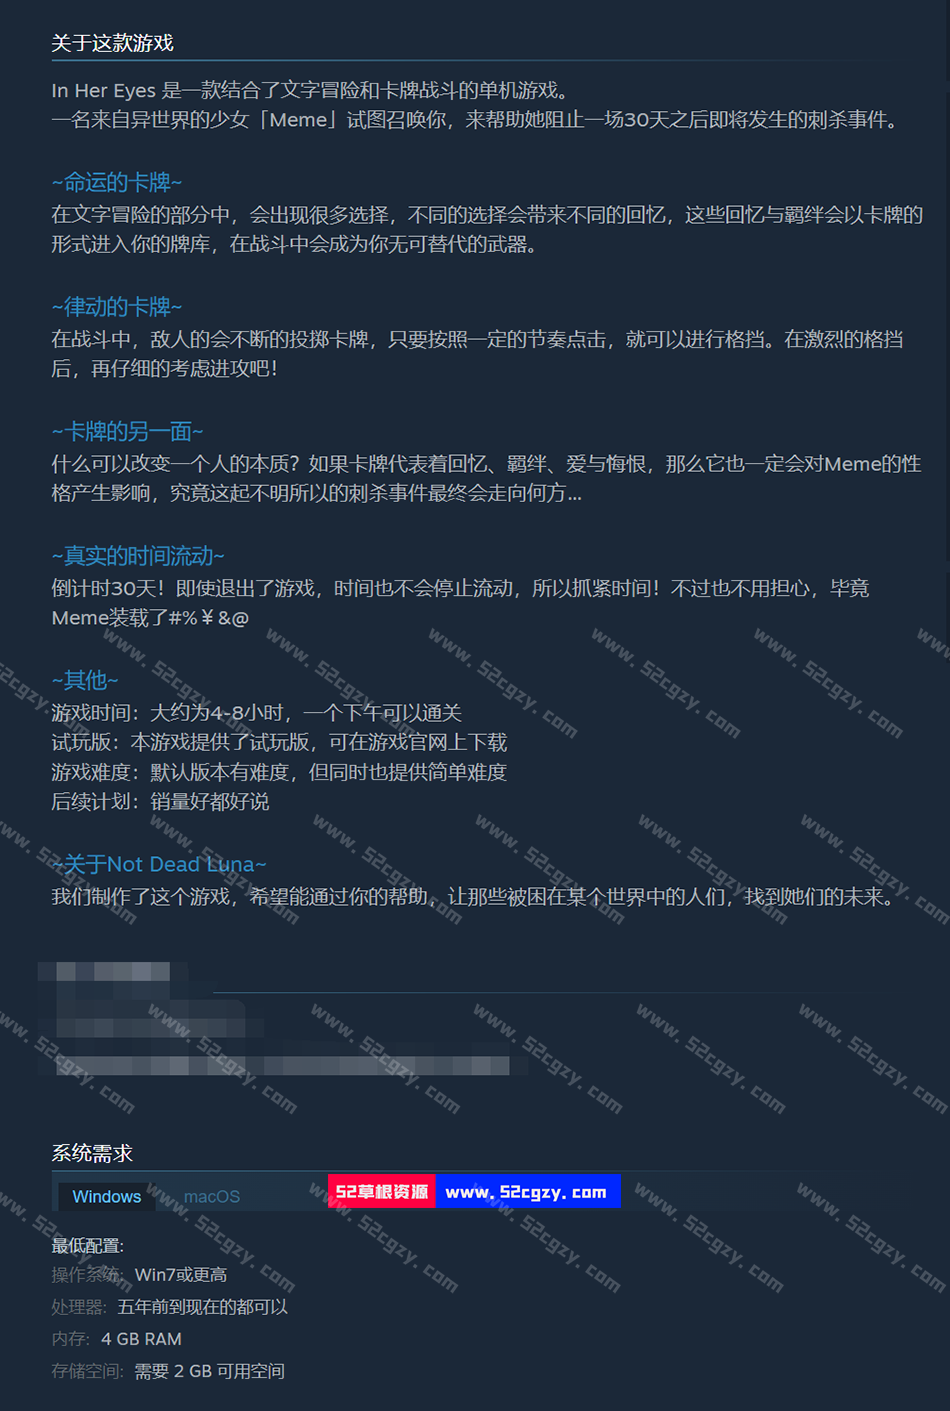 关于这款游戏
In Her Eyes 是一款结合了文字冒险和卡牌战斗的单机游戏。
一名来自异世界的少女「Meme」试图召唤你，来帮助她阻止一场30天之后即将发生的刺杀事件。
~命运的卡牌~
在文字冒险的部分中，会出现很多选择，不同的选择会带来不同的回忆，这些回忆与羁绊会以卡牌的
形式进入你的牌库，在战斗中会成为你无可替代的武器。
~律动的卡牌~
在战斗中，敌人的会不断的投掷卡牌，只要按照一定的节奏点击，就可以进行格挡。在激烈的格挡
后，再仔细的考虑进攻吧！
~卡牌的另一面~
什么可以改变一个人的本质？如果卡牌代表着回忆、羁绊、爱与悔恨，那么它也一定会对Meme的性
格产生影响，究竟这起不明所以的刺杀事件最终会走向何方...
~真实的时间流动~
倒计时30天！即使退出了游戏，时间也不会停止流动，所以抓紧时间！不过也不用担心，毕竟
Meme装载了#%￥&@
~其他~
游戏时间：大约为4-8小时，一个下午可以通关
试玩版：本游戏提供了试玩版，可在游戏官网上下载
游戏难度：默认版本有难度，但同时也提供简单难度
后续计划：销量好都好说
~关于Not Dead Luna~
我们制作了这个游戏，希望能通过你的帮助，让那些被困在某个世界中的人们，找到她们的未来。
系统需求
Windows macOS
52草根资源 www.52cgzy.com
最低配置:
操作系统: Win7或更高
处理器: 五年前到现在的都可以
内存: 4 GB RAM
存储空间: 需要 2 GB 可用空间